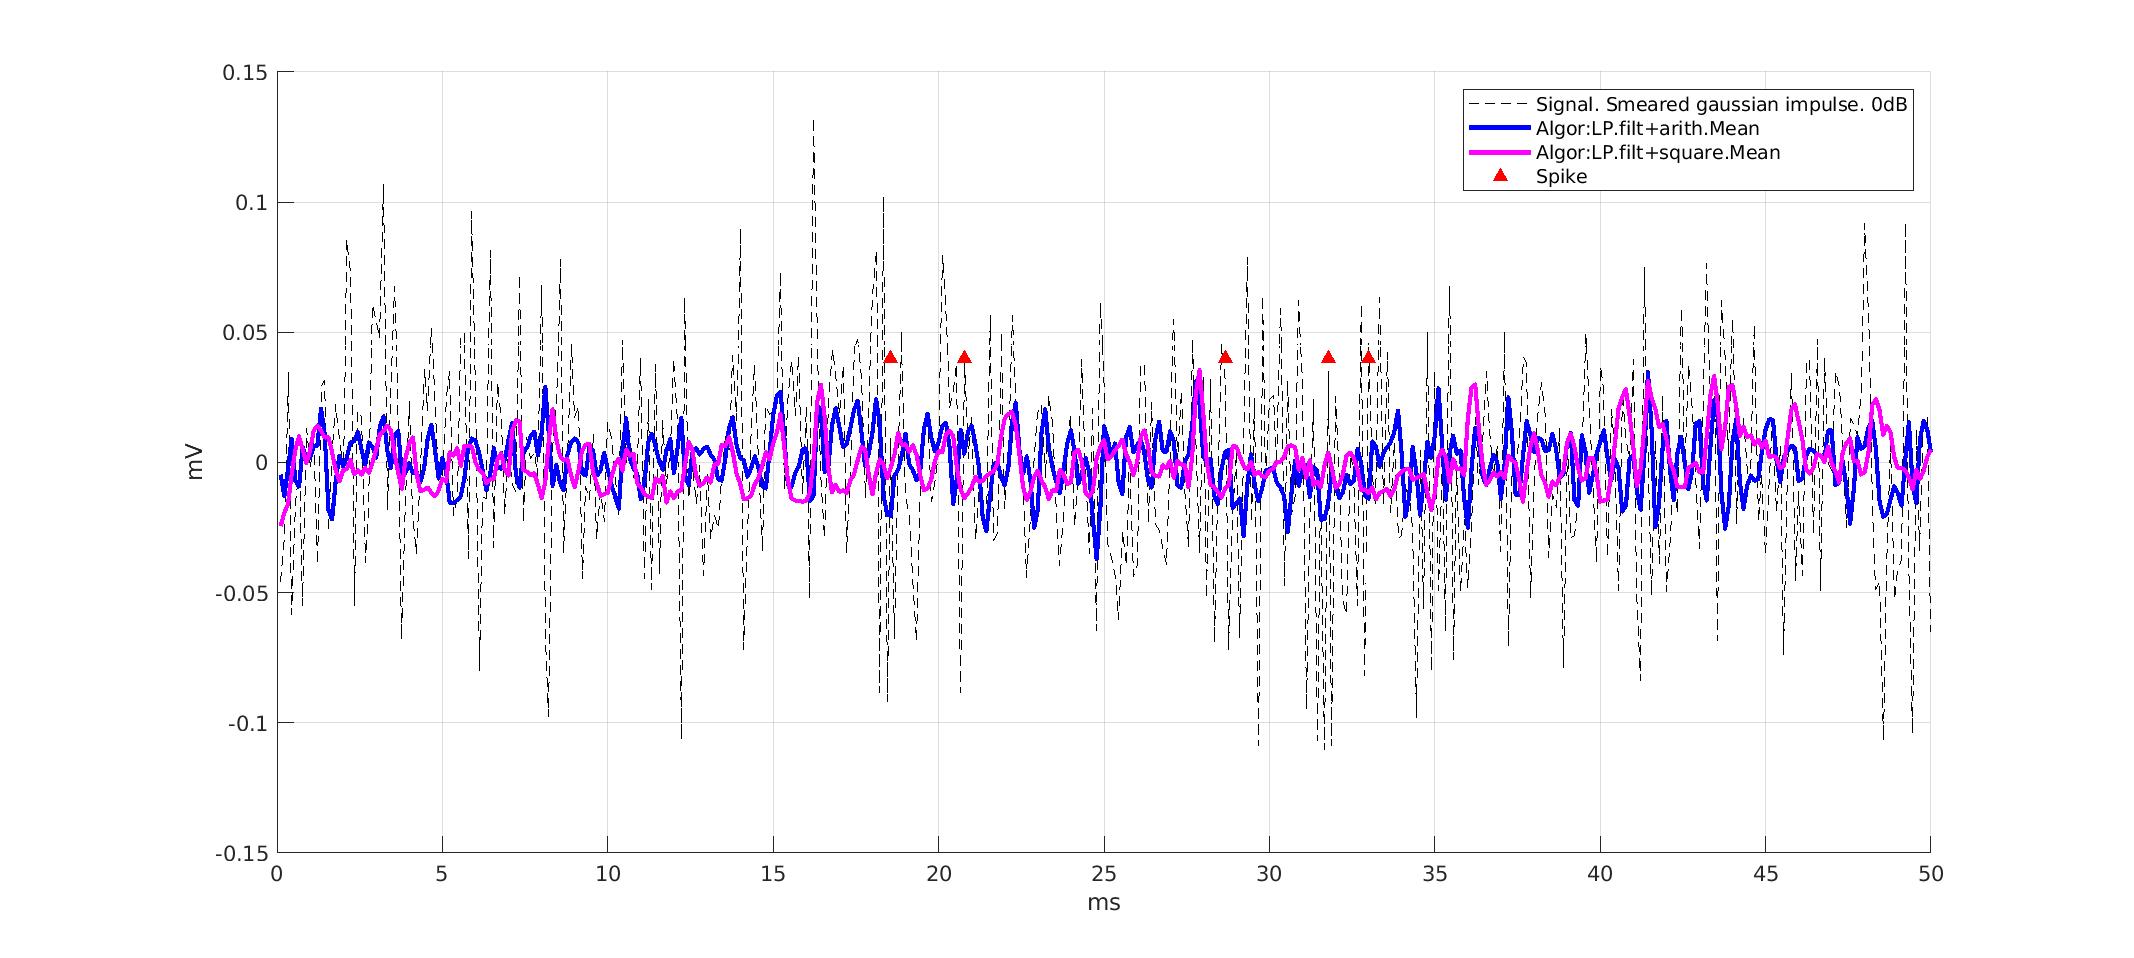 0.15
0.1
0.05
0
-0.05
-0.1
-0.15
mV
0 5 10 15 20 25 30 35 40 45 50
ms
Signal. Smeared gaussian impulse. 0dB
Algor:LP.filt+arith.Mean
Algor:LP.filt+square.Mean
Spike